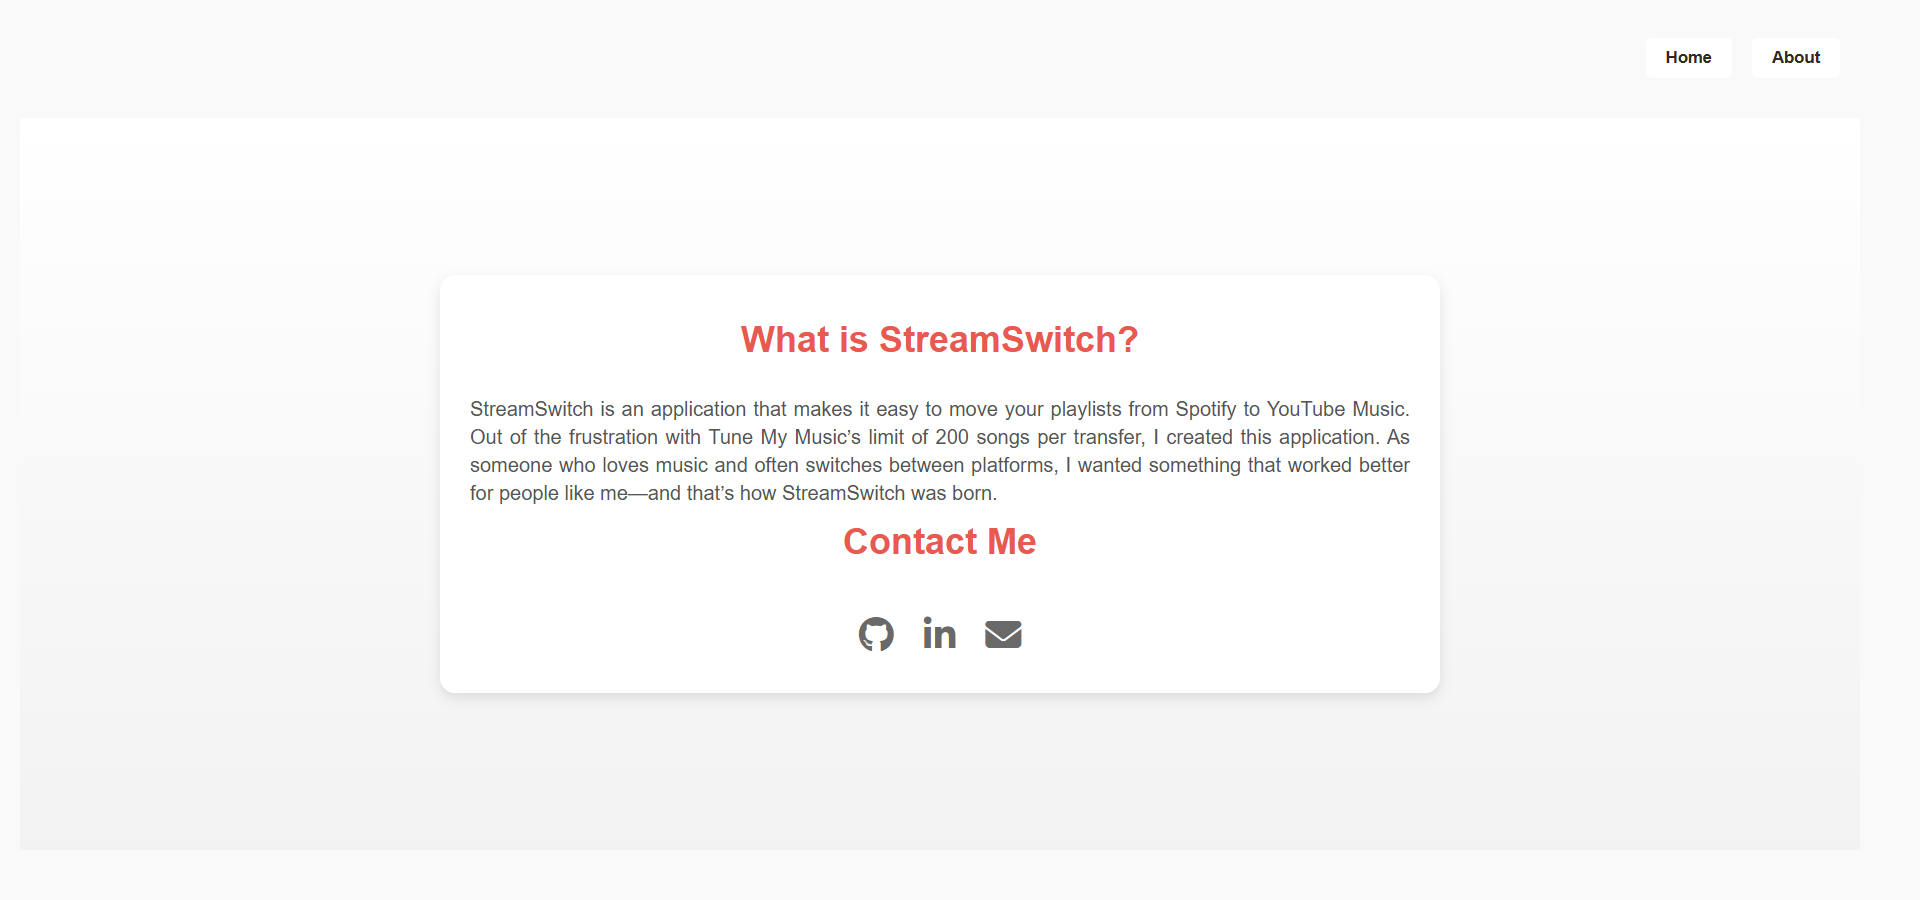 Home
About
What is StreamSwitch?
StreamSwitch is an application that makes it easy to move your playlists from Spotify to YouTube Music.
Out of the frustration with Tune My Music’s limit of 200 songs per transfer, I created this application. As
someone who loves music and often switches between platforms, I wanted something that worked better
for people like me—and that’s how StreamSwitch was born.
Contact Me